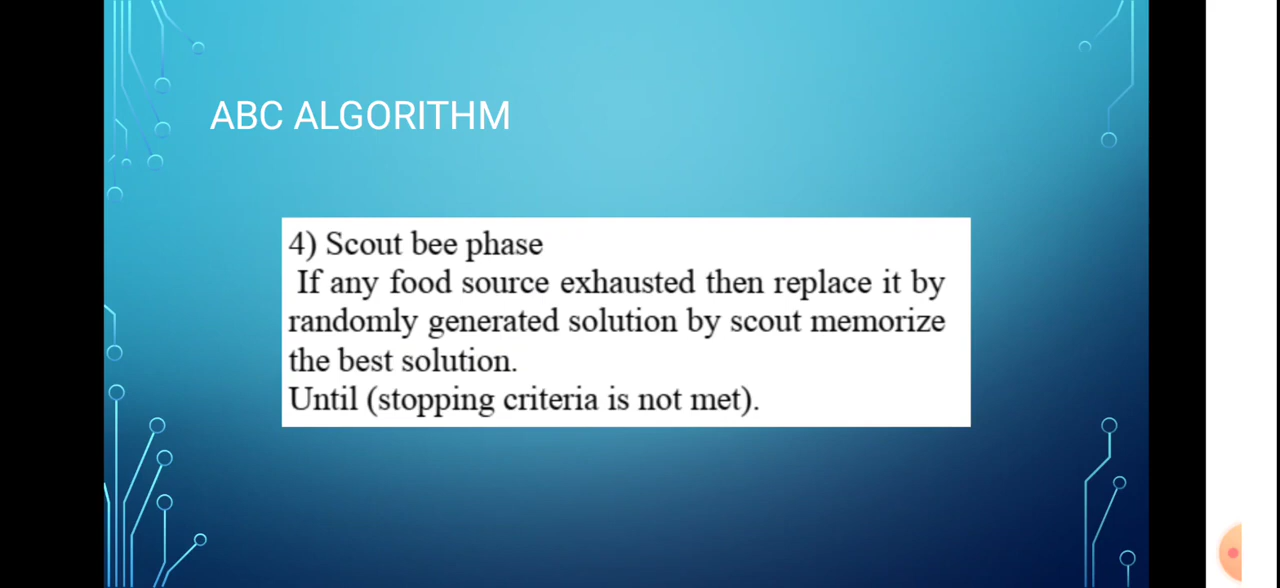 ABC ALGORITHM
4) Scout bee phase
If any food source exhausted then replace it by
randomly generated solution by scout memorize
the best solution.
Until (stopping criteria is not met).